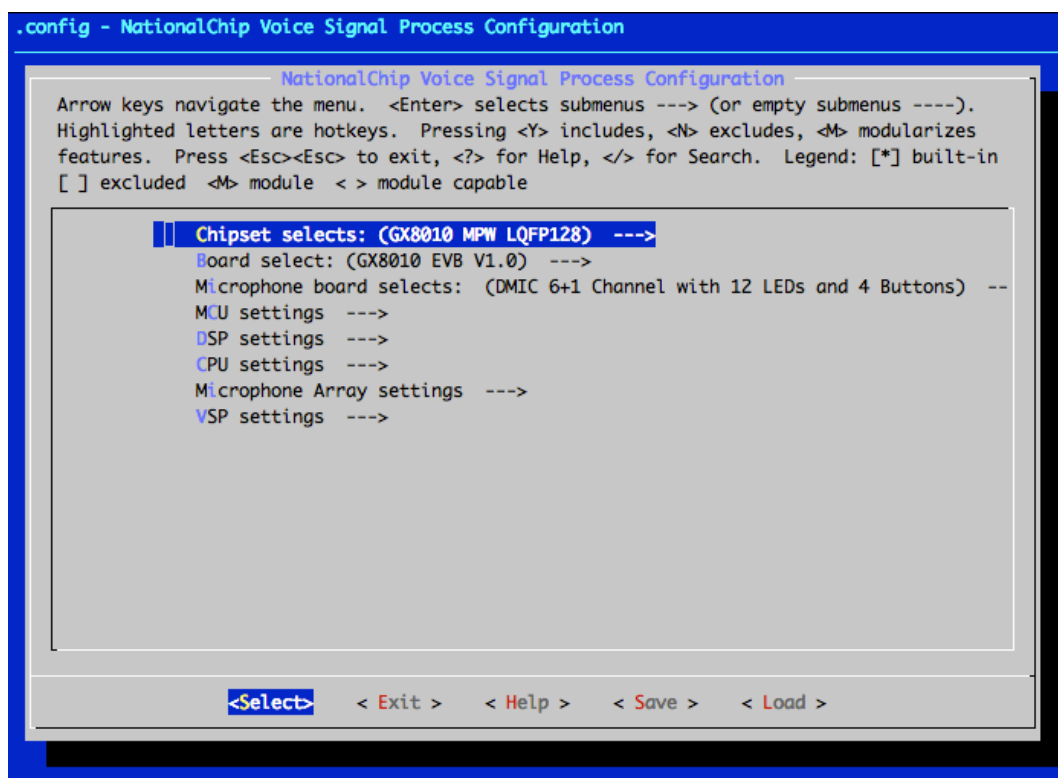 .config - NationalChip Voice Signal Process Configuration
NationalChip Voice Signal Process Configuration
Arrow keys navigate the menu.  <Enter> selects submenus ---> (or empty submenus ----).
Highlighted letters are hotkeys.  Pressing <Y> includes, <N> excludes, <M> modularizes
features.  Press <Esc><Esc> to exit, <?> for Help, </> for Search.  Legend: [*] built-in
[ ] excluded  <M> module  < > module capable
Chipset selects: (GX8010 MPW LQFP128)  --->
Board select: (GX8010 EVB V1.0)  --->
Microphone board selects:  (DMIC 6+1 Channel with 12 LEDs and 4 Buttons)  --
MCU settings  --->
DSP settings  --->
CPU settings  --->
Microphone Array settings  --->
VSP settings  --->
<Select>    < Exit >    < Help >    < Save >    < Load >